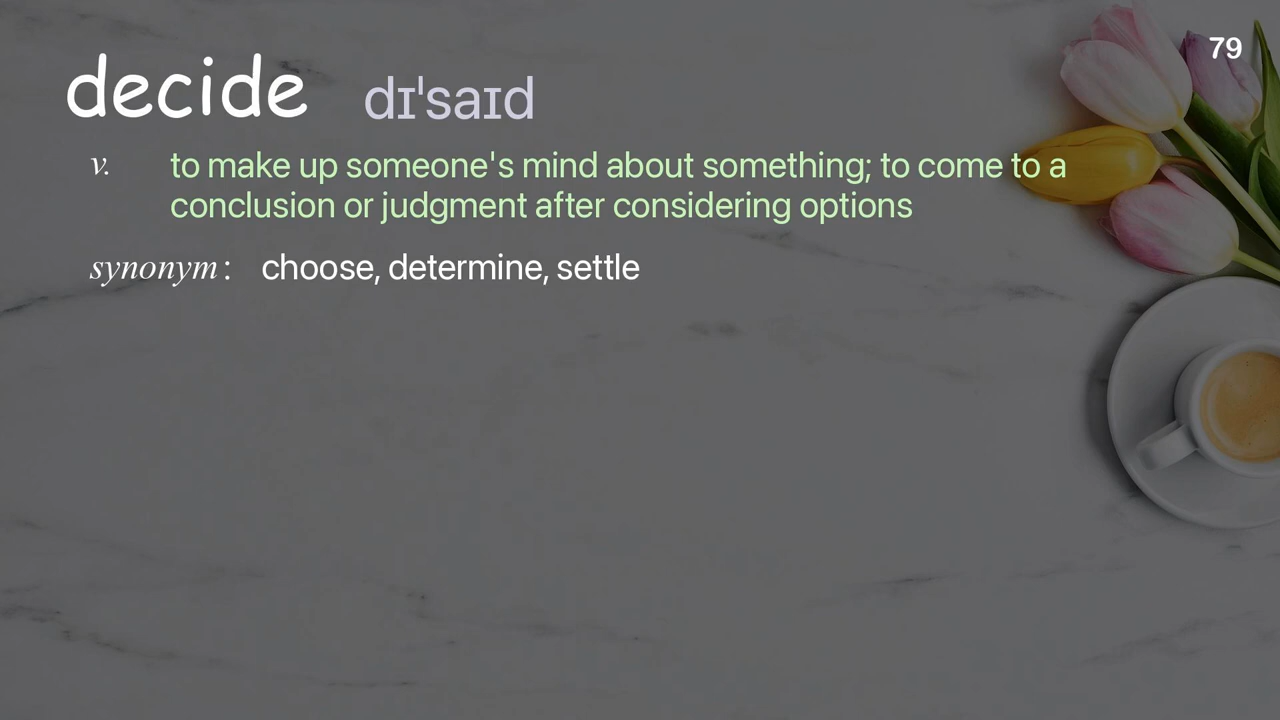 79
decide dɪˈsaɪd
v. to make up someone's mind about something; to come to a
conclusion or judgment after considering options
synonym : choose, determine, settle